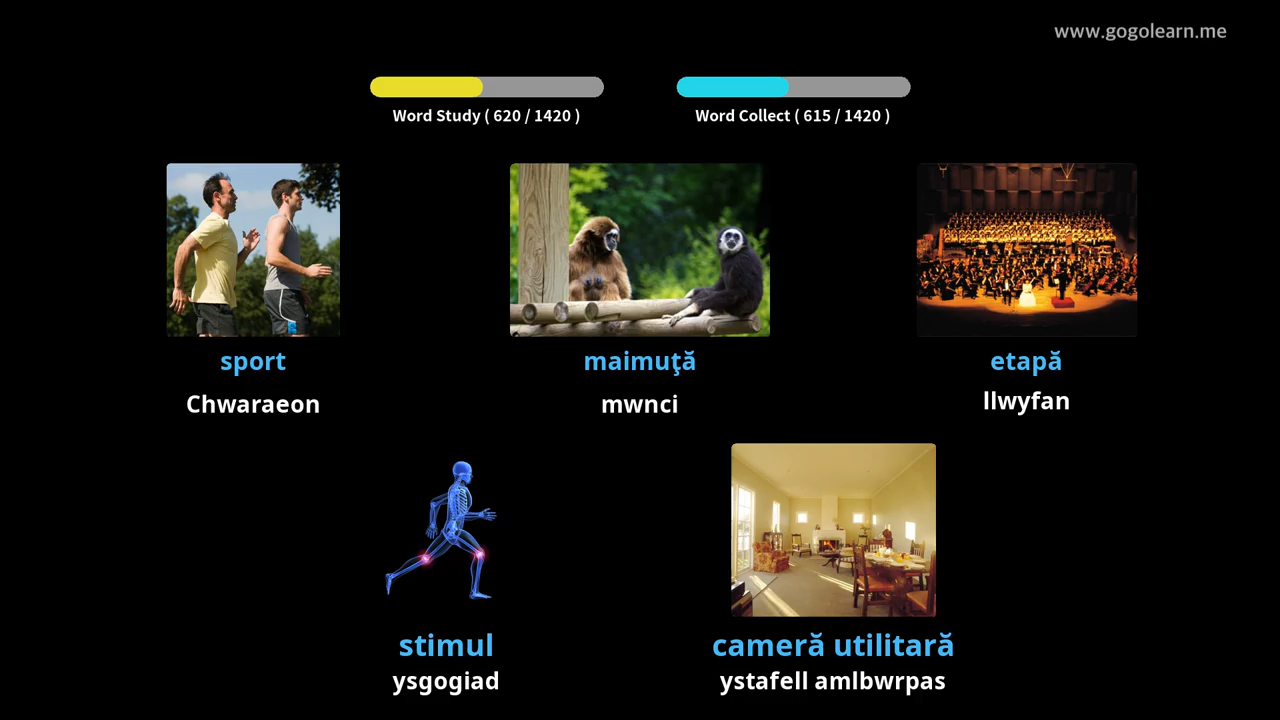 www.gogolearn.me
Word Study ( 620 / 1420 )
Word Collect ( 615 / 1420 )
sport
Chwaraeon
maimuţă
mwnci
etapă
llwyfan
stimul
ysgogiad
cameră utilitară
ystafell amlbwrpas